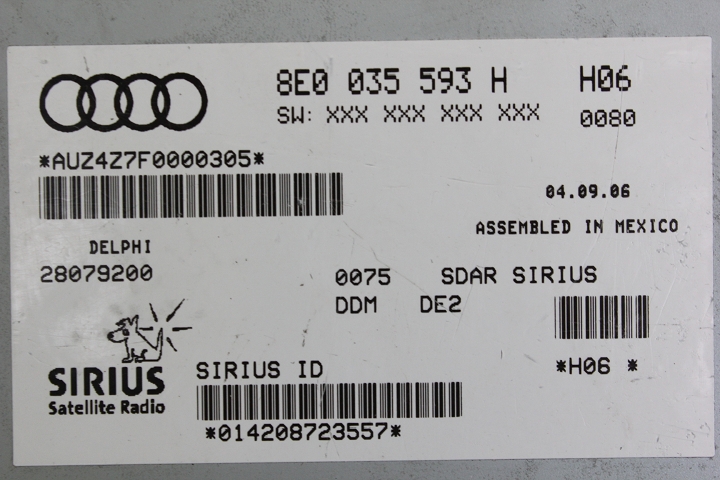 8E0 035 593 H H06
SW: XXX XXX XXX XXX 0080
*AUZ4Z7F0000305*
04.09.06
ASSEMBLED IN MEXICO
DELPHI
28079200 0075 SDAR SIRIUS
DDM DE2
SIRIUS ID *H06 *
SIRIUS
Satellite Radio
*014208723557*